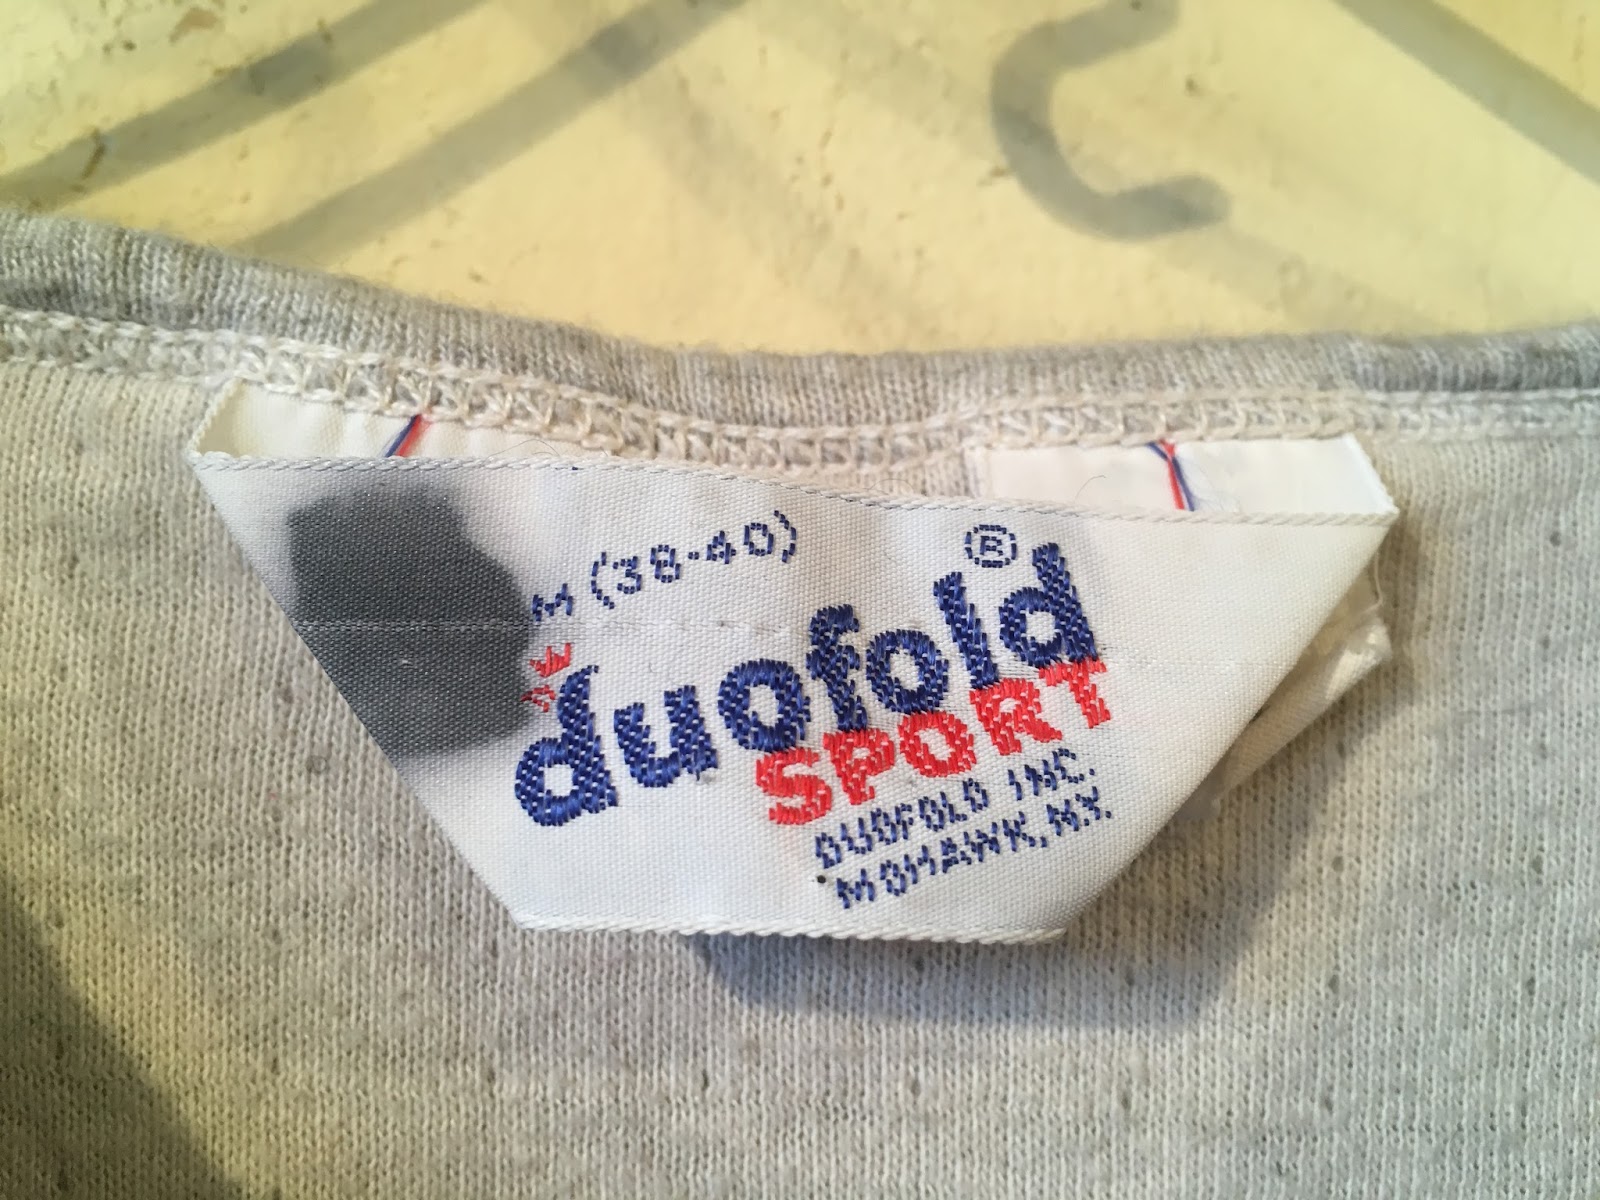 M (38-40)
duofold®
SPORT
DUOFOLD INC.
MOHAWK, N.Y.